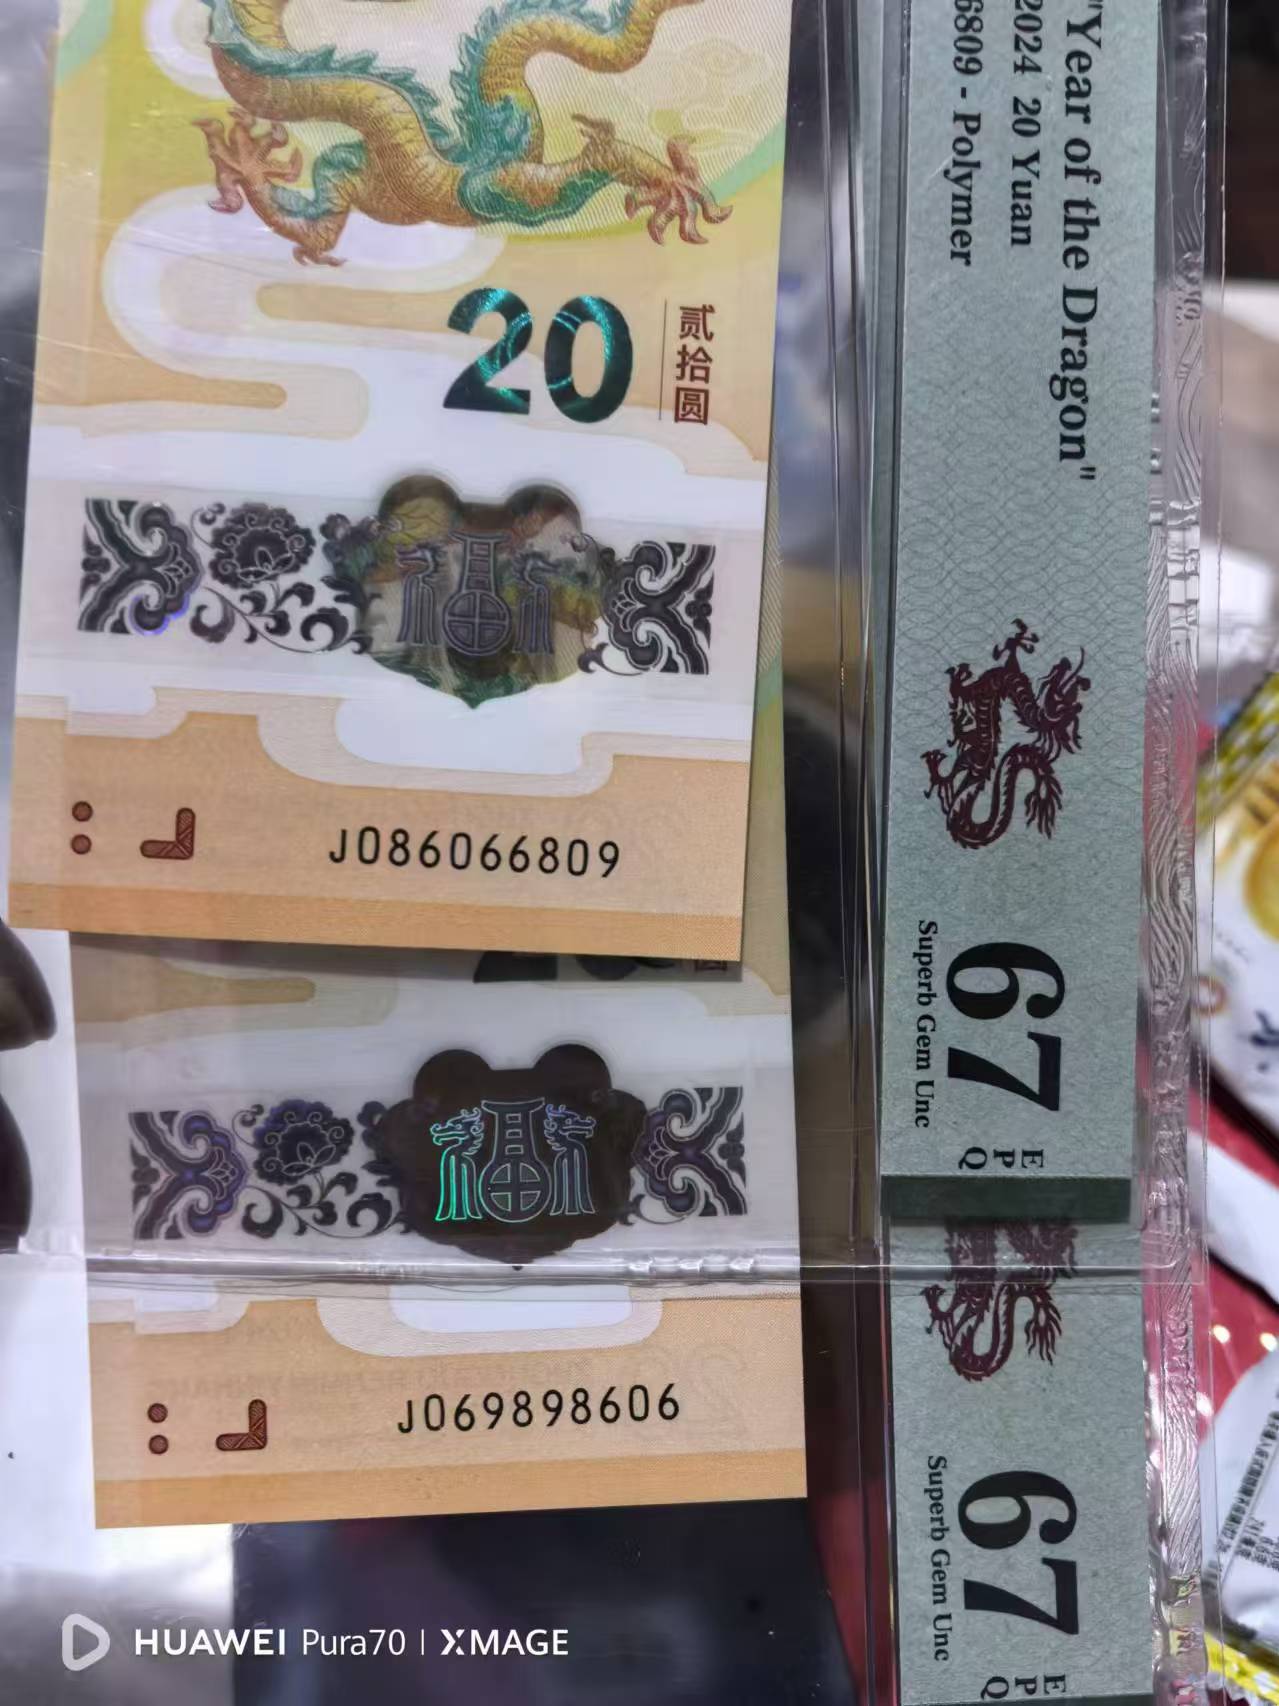 20
贰拾圆
J086066809
J069898606
"Year of the Dragon"
2024 20 Yuan
6809 - Polymer
67
EPQ
Superb Gem Unc
67
EPQ
Superb Gem Unc
HUAWEI Pura70 | XMAGE